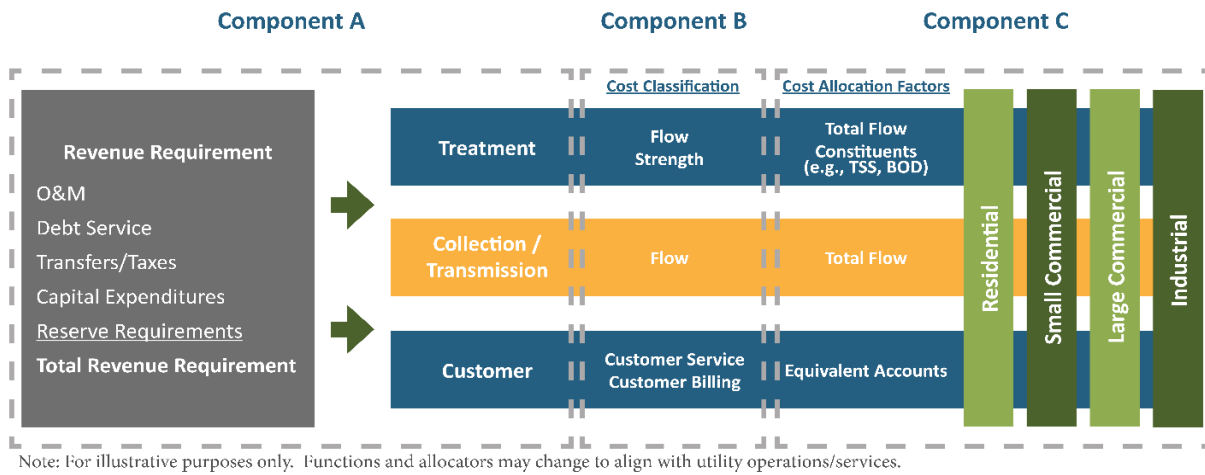 Component A
Component B
Component C
Cost Classification
Cost Allocation Factors
Revenue Requirement
O&M
Debt Service
Transfers/Taxes
Capital Expenditures
Reserve Requirements
Total Revenue Requirement
Treatment
Flow
Strength
Total Flow
Constituents
(e.g., TSS, BOD)
Collection /
Transmission
Flow
Total Flow
Customer
Customer Service
Customer Billing
Equivalent Accounts
Residential
Small Commercial
Large Commercial
Industrial
Note: For illustrative purposes only.  Functions and allocators may change to align with utility operations/services.